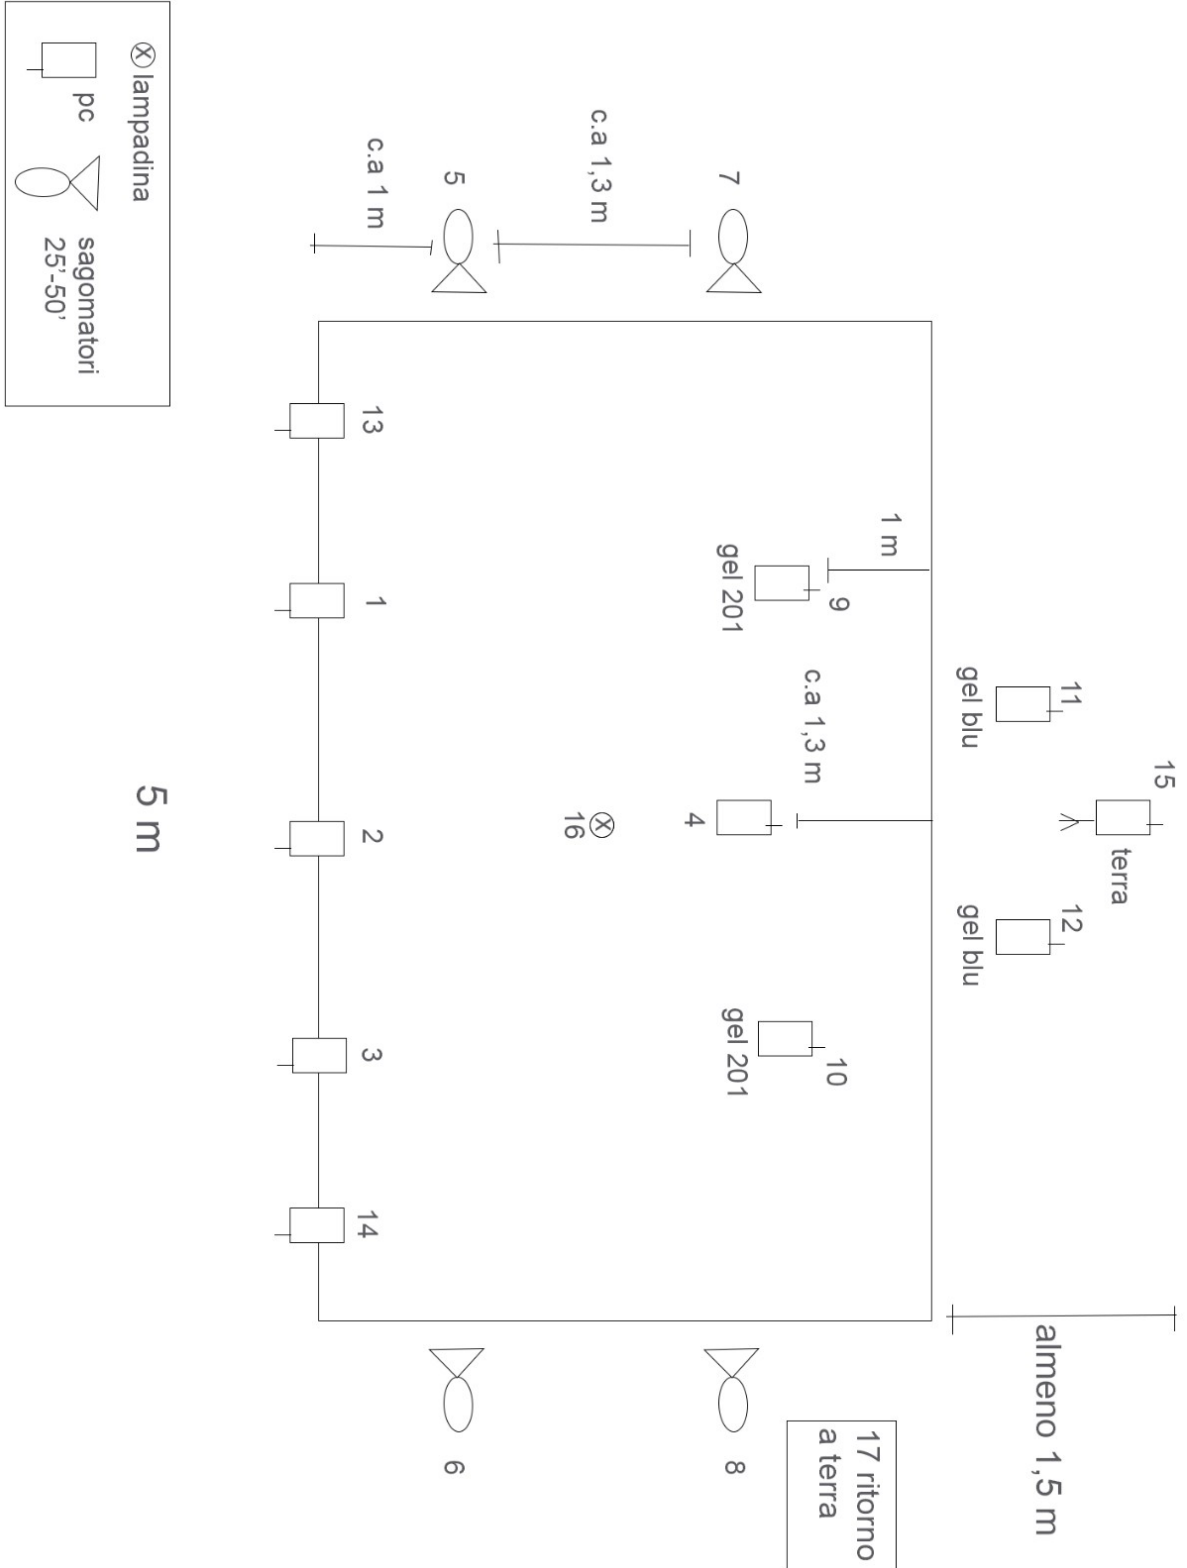 15
terra
11
12
almeno 1,5 m
gel blu
gel blu
1 m
17 ritorno
a terra
9
10
c.a 1,3 m
7
gel 201
gel 201
8
4
c.a 1,3 m
16
5
6
c.a 1 m
13
1
2
3
14
5 m
lampadina
pc
sagomatori
25'-50'